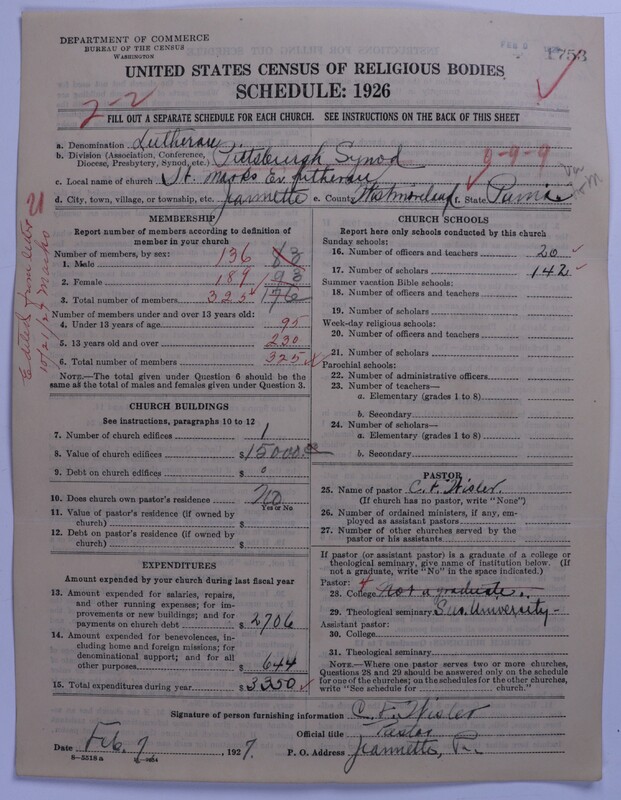 DEPARTMENT OF COMMERCE
BUREAU OF THE CENSUS
WASHINGTON
FEB 9
1753
UNITED STATES CENSUS OF RELIGIOUS BODIES
SCHEDULE: 1926
2-2
FILL OUT A SEPARATE SCHEDULE FOR EACH CHURCH. SEE INSTRUCTIONS ON THE BACK OF THIS SHEET
a. Denomination Lutheran
b. Division (Association, Conference, Diocese, Presbytery, Synod, etc.) Pittsburgh Synod
9-9-9
c. Local name of church St. Marks Ev. Lutheran
d. City, town, village, or township, etc. Jeannette e. County Westmoreland f. State Penna
21
Edited from letter
10/21/27 Marks
MEMBERSHIP
Report number of members according to definition of member in your church
Number of members, by sex:
1. Male 136 83
2. Female 189 93
3. Total number of members 325 176
Number of members under and over 13 years old:
4. Under 13 years of age 95
5. 13 years old and over 230
6. Total number of members 325
NOTE.—The total given under Question 6 should be the same as the total of males and females given under Question 3.
CHURCH BUILDINGS
See instructions, paragraphs 10 to 12
7. Number of church edifices 1
8. Value of church edifices $15000.00
9. Debt on church edifices $ 0
10. Does church own pastor's residence No
Yes or No
11. Value of pastor's residence (if owned by church) $
12. Debt on pastor's residence (if owned by church) $
EXPENDITURES
Amount expended by your church during last fiscal year
13. Amount expended for salaries, repairs, and other running expenses; for improvements or new buildings; and for payments on church debt $ 2706
14. Amount expended for benevolences, including home and foreign missions; for denominational support; and for all other purposes $ 644
15. Total expenditures during year $ 3350
CHURCH SCHOOLS
Report here only schools conducted by this church
Sunday schools:
16. Number of officers and teachers 20
17. Number of scholars 142
Summer vacation Bible schools:
18. Number of officers and teachers
19. Number of scholars
Week-day religious schools:
20. Number of officers and teachers
21. Number of scholars
Parochial schools:
22. Number of administrative officers
23. Number of teachers—
a. Elementary (grades 1 to 8)
b. Secondary
24. Number of scholars—
a. Elementary (grades 1 to 8)
b. Secondary
PASTOR
25. Name of pastor C. F. Wisler.
(If church has no pastor, write "None")
26. Number of ordained ministers, if any, employed as assistant pastors
27. Number of other churches served by the pastor or his assistants
If pastor (or assistant pastor) is a graduate of a college or theological seminary, give name of institution below. (If not a graduate, write "No" in the space indicated.)
Pastor:
28. College Not a graduate.
29. Theological seminary Sus. University-
Assistant pastor:
30. College
31. Theological seminary
NOTE.—Where one pastor serves two or more churches, Questions 28 and 29 should be answered only on the schedule for one of the churches; on the schedules for the other churches, write "See schedule for church."
Signature of person furnishing information C. F. Wisler
Official title Pastor
Date Feb. 7, 1927. P. O. Address Jeannette, Pa.
8-5518a